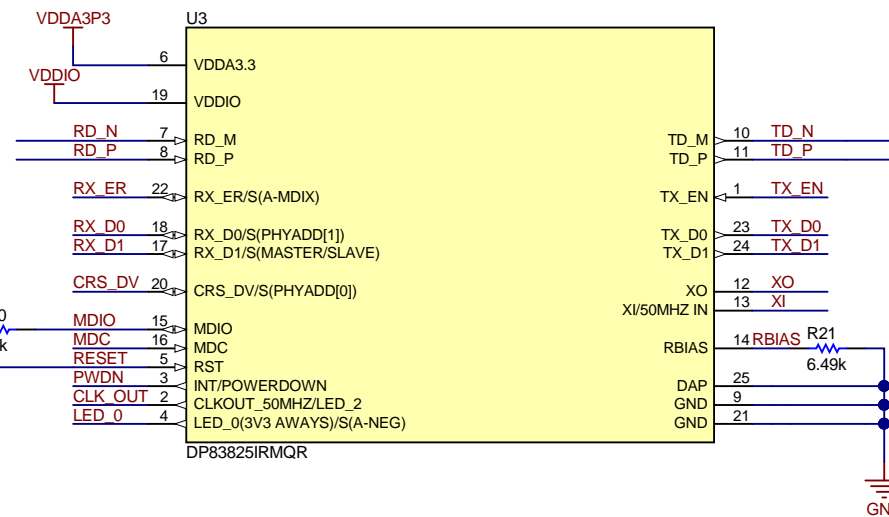 VDDA3P3
U3
6 VDDA3.3
VDDIO
19 VDDIO
RD_N 7 RD_M
RD_P 8 RD_P
RX_ER 22 RX_ER/S(A-MDIX)
RX_D0 18 RX_D0/S(PHYADD[1])
RX_D1 17 RX_D1/S(MASTER/SLAVE)
CRS_DV 20 CRS_DV/S(PHYADD[0])
0
k
MDIO 15 MDIO
MDC 16 MDC
RESET 5 RST
PWDN 3 INT/POWERDOWN
CLK_OUT 2 CLKOUT_50MHZ/LED_2
LED_0 4 LED_0(3V3 AWAYS)/S(A-NEG)
DP83825IRMQR
TD_M 10 TD_N
TD_P 11 TD_P
TX_EN 1 TX_EN
TX_D0 23 TX_D0
TX_D1 24 TX_D1
XO 12 XO
XI/50MHZ IN 13 XI
RBIAS 14 RBIAS R21
6.49k
DAP 25
GND 9
GND 21
GN